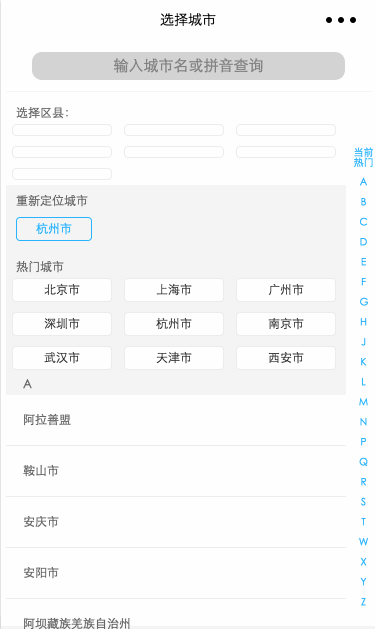 选择城市
输入城市名或拼音查询
选择区县:
重新定位城市
杭州市
热门城市
北京市 上海市 广州市
深圳市 杭州市 南京市
武汉市 天津市 西安市
A
阿拉善盟
鞍山市
安庆市
安阳市
阿坝藏族羌族自治州
当前
热门
A
B
C
D
E
F
G
H
J
K
L
M
N
P
Q
R
S
T
W
X
Y
Z